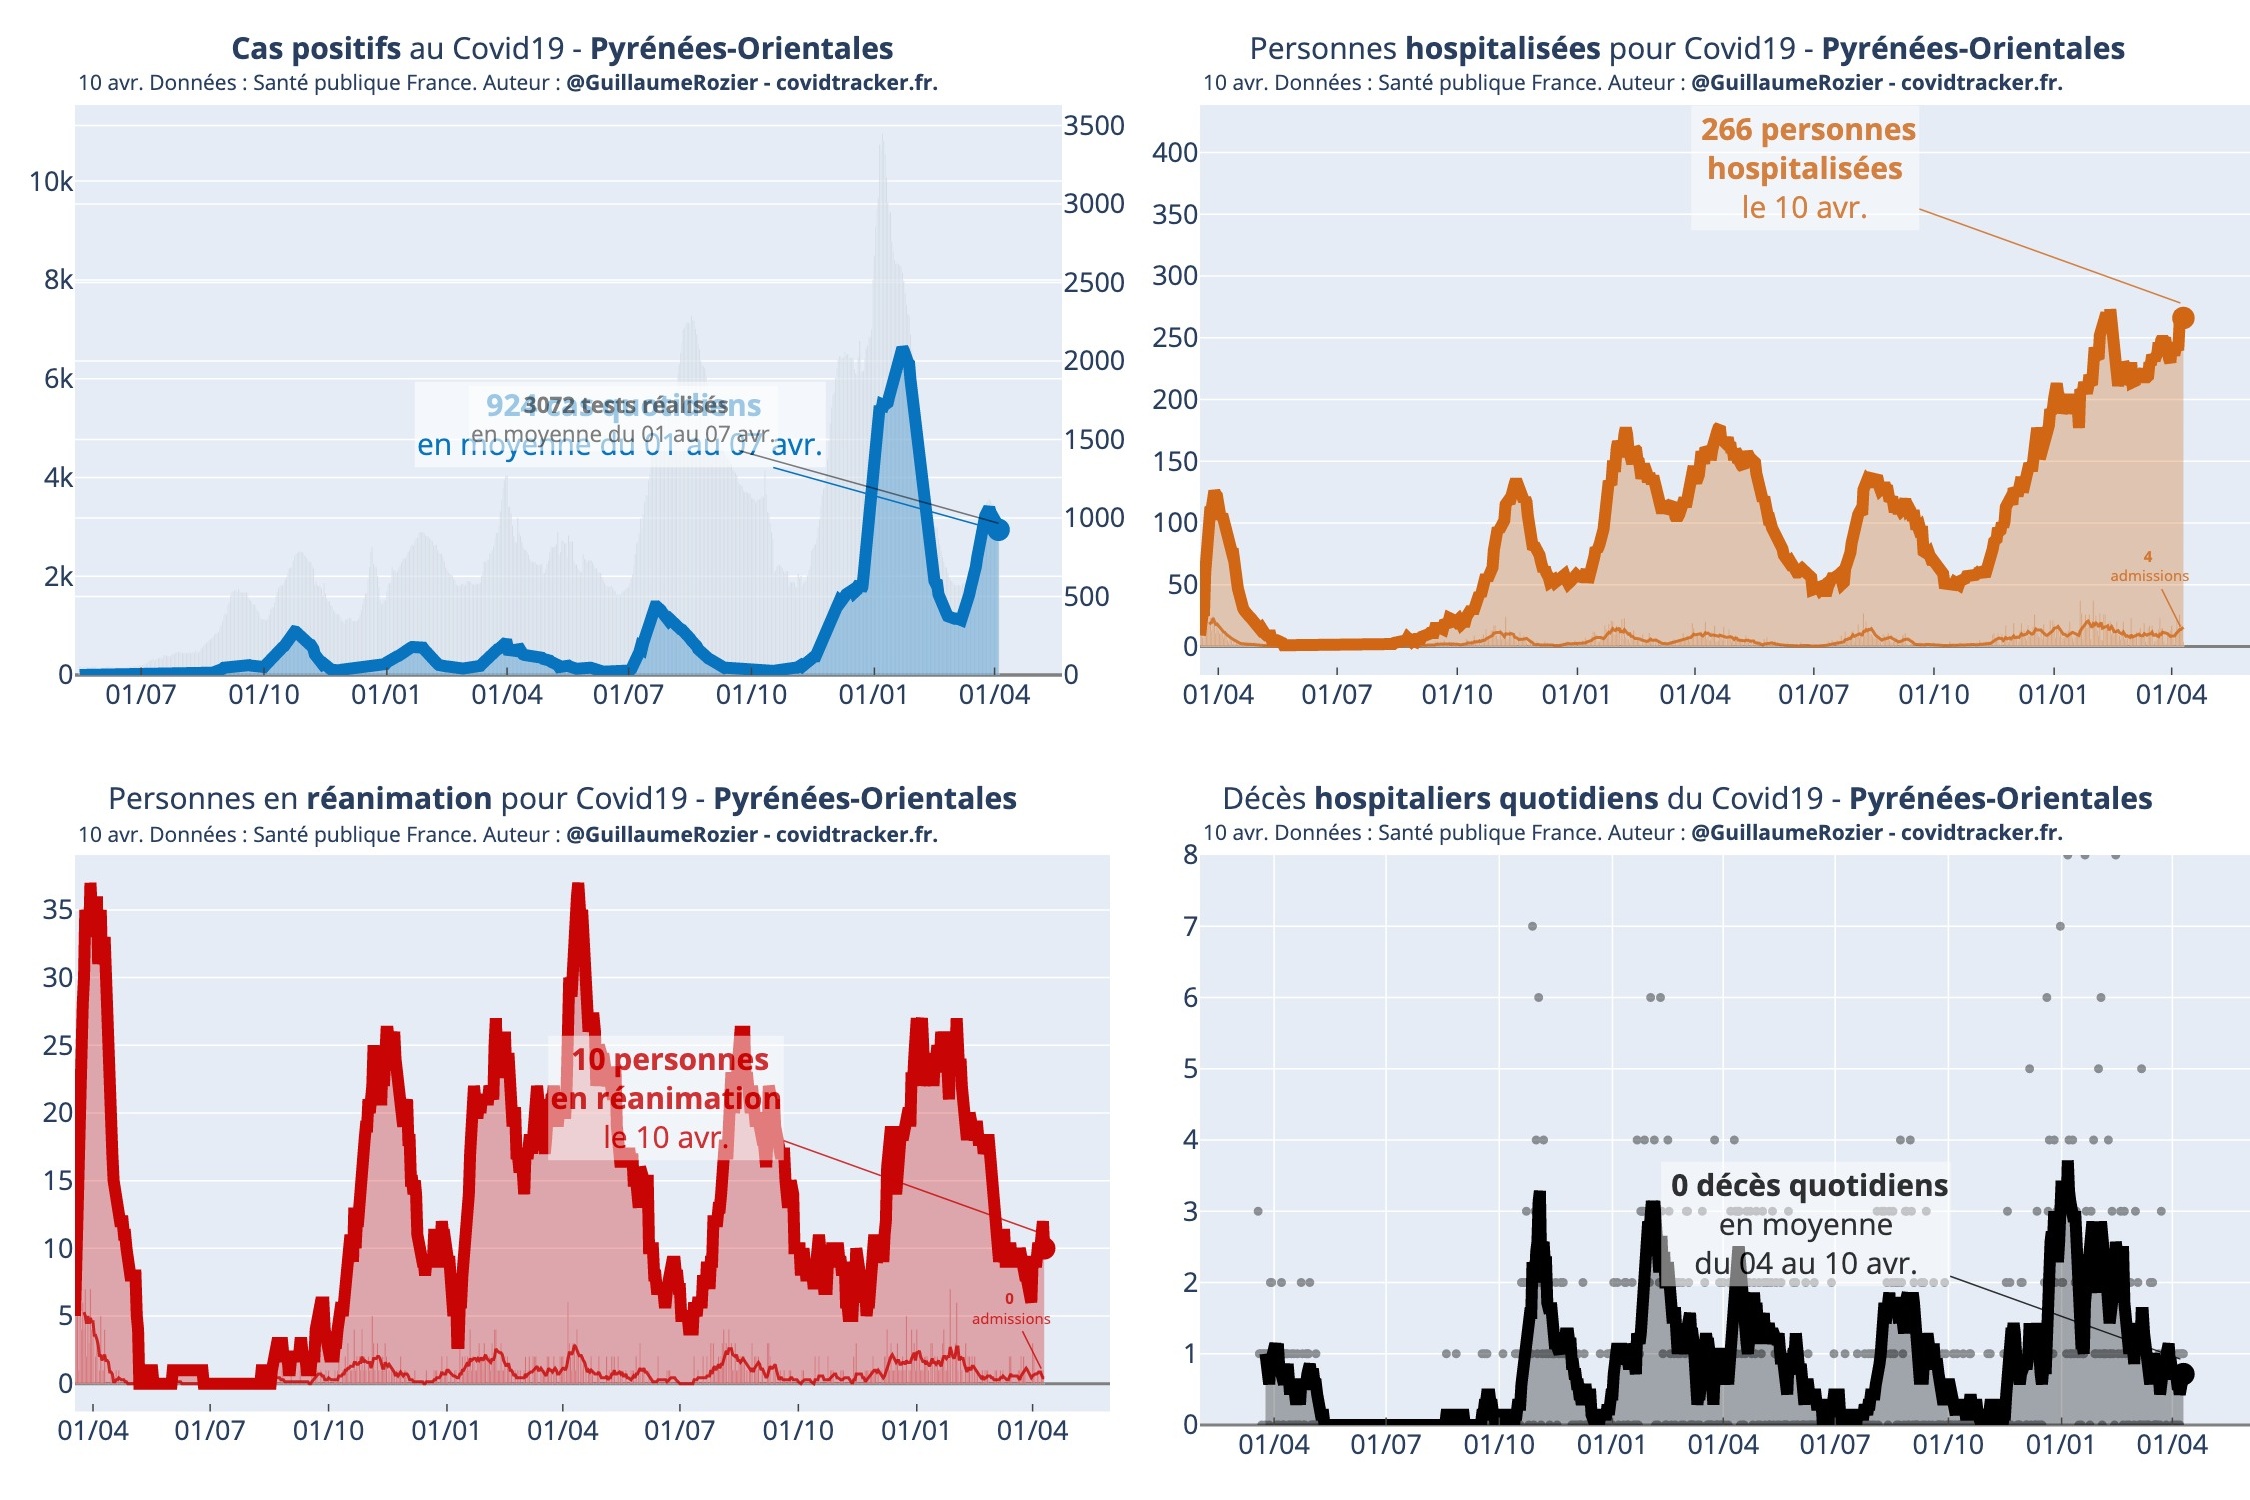 Cas positifs au Covid19 - Pyrénées-Orientales
10 avr. Données : Santé publique France. Auteur : @GuillaumeRozier - covidtracker.fr.
3500
10k
3000
8k
2500
6k
2000
924 cas quotidiens
en moyenne du 01 au 07 avr.
3072 tests réalisés
en moyenne du 01 au 07 avr.
1500
4k
1000
2k
500
0
0
01/07 01/10 01/01 01/04 01/07 01/10 01/01 01/04
Personnes hospitalisées pour Covid19 - Pyrénées-Orientales
10 avr. Données : Santé publique France. Auteur : @GuillaumeRozier - covidtracker.fr.
266 personnes
hospitalisées
le 10 avr.
400
350
300
250
200
150
100
50
0
4
admissions
01/04 01/07 01/10 01/01 01/04 01/07 01/10 01/01 01/04
Personnes en réanimation pour Covid19 - Pyrénées-Orientales
10 avr. Données : Santé publique France. Auteur : @GuillaumeRozier - covidtracker.fr.
35
30
25
20
15
10
5
0
10 personnes
en réanimation
le 10 avr.
0
admissions
01/04 01/07 01/10 01/01 01/04 01/07 01/10 01/01 01/04
Décès hospitaliers quotidiens du Covid19 - Pyrénées-Orientales
10 avr. Données : Santé publique France. Auteur : @GuillaumeRozier - covidtracker.fr.
8
7
6
5
4
3
2
1
0
0 décès quotidiens
en moyenne
du 04 au 10 avr.
01/04 01/07 01/10 01/01 01/04 01/07 01/10 01/01 01/04